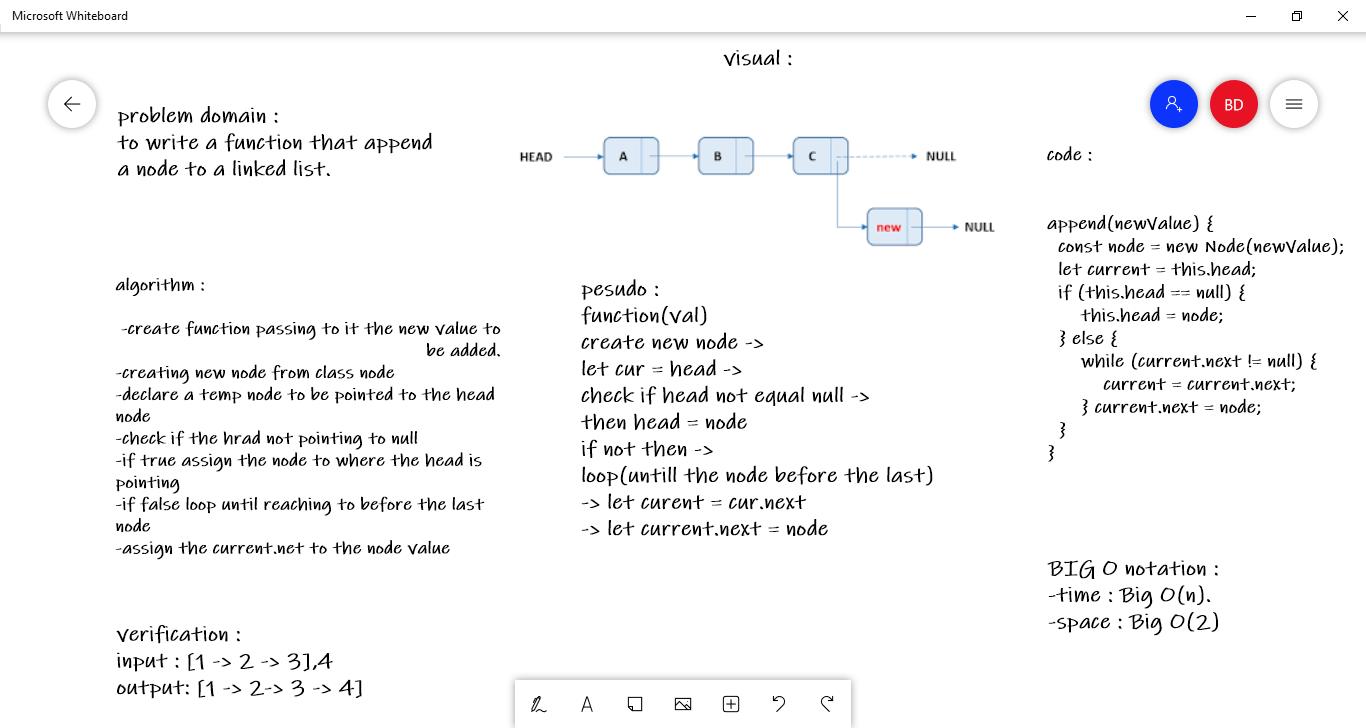 Microsoft Whiteboard
visual :
BD
problem domain :
to write a function that append
a node to a linked list.
HEAD
A
B
C
NULL
new
NULL
code :
append(newValue) {
const node = new Node(newValue);
let current = this.head;
if (this.head == null) {
this.head = node;
} else {
while (current.next != null) {
current = current.next;
} current.next = node;
}
}
algorithm :
-create function passing to it the new value to
be added.
-creating new node from class node
-declare a temp node to be pointed to the head
node
-check if the hrad not pointing to null
-if true assign the node to where the head is
pointing
-if false loop until reaching to before the last
node
-assign the current.net to the node value
pesudo :
function(val)
create new node ->
let cur = head ->
check if head not equal null ->
then head = node
if not then ->
loop(untill the node before the last)
-> let curent = cur.next
-> let current.next = node
BIG O notation :
-time : Big O(n).
-space : Big O(2)
verification :
input : [1 -> 2 -> 3],4
output: [1 -> 2-> 3 -> 4]
A